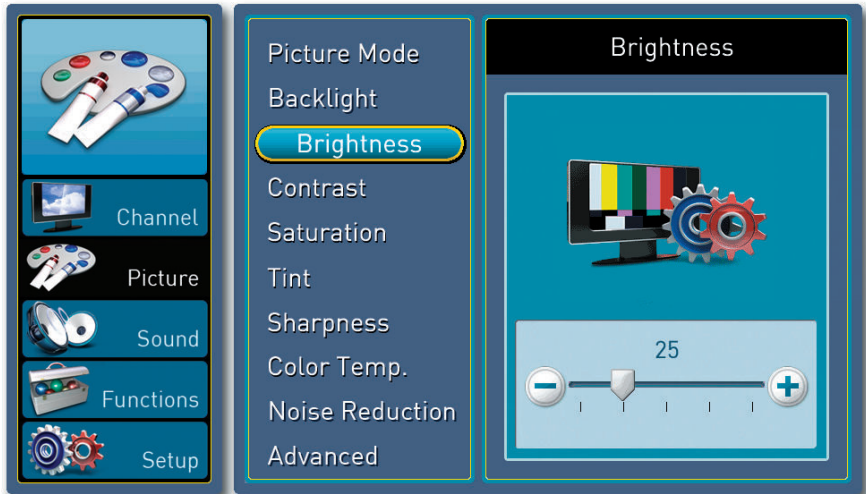 Channel
Picture
Sound
Functions
Setup
Picture Mode
Backlight
Brightness
Contrast
Saturation
Tint
Sharpness
Color Temp.
Noise Reduction
Advanced
Brightness
25